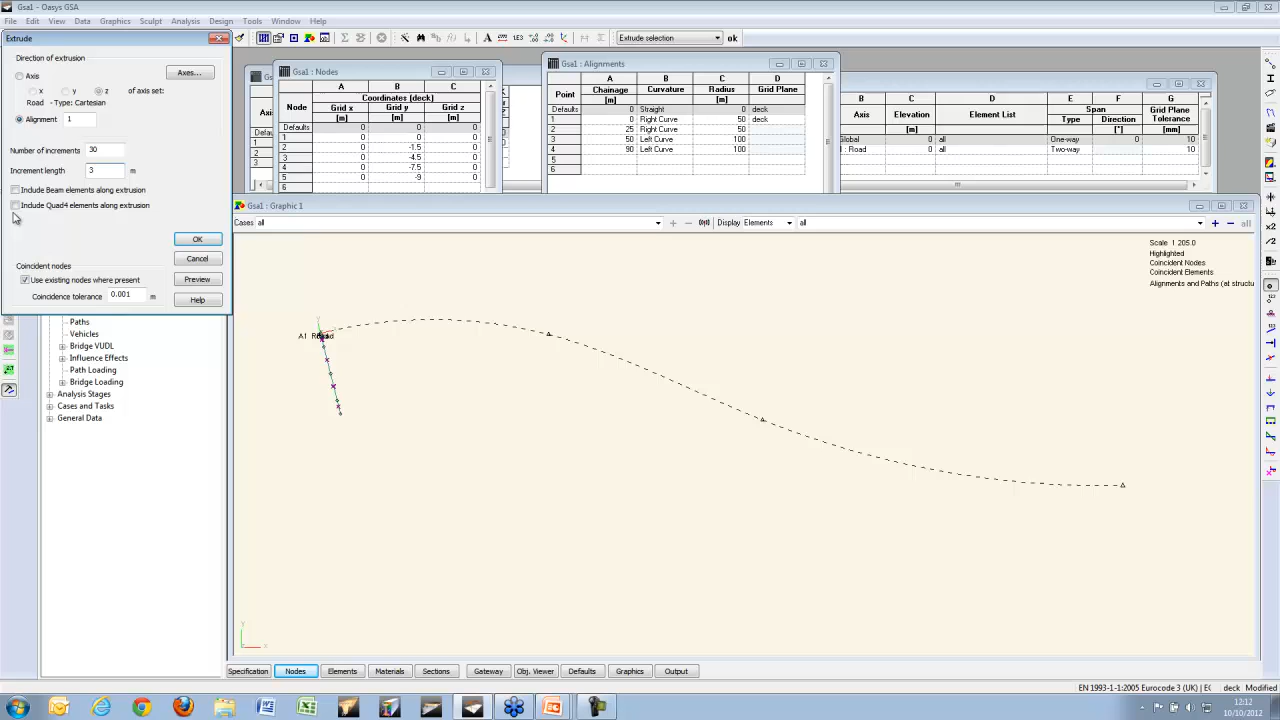 Gsa1 - Oasys GSA
File Edit View Data Graphics Sculpt Analysis Design Tools Window Help
Extrude
Direction of extrusion
Axis
Axes...
x y z of axis set:
Road - Type: Cartesian
Alignment 1
Number of increments 30
Increment length 3 m
Include Beam elements along extrusion
Include Quad4 elements along extrusion
OK
Cancel
Coincident nodes
Use existing nodes where present
Preview
Coincidence tolerance 0.001 m
Help
Extrude selection
ok
Gsa1 : Nodes
A B C
Coordinates (deck)
Node Grid x Grid y Grid z
[m] [m] [m]
Defaults 0 0 0
1 0 0 0
2 0 -1.5 0
3 0 -4.5 0
4 0 -7.5 0
5 0 -9 0
6
Gsa1 : Alignments
A B C D
Point Chainage Curvature Radius Grid Plane
[m] [m]
Defaults 0 Straight 0 deck
1 0 Right Curve 50 deck
2 25 Right Curve 50
3 50 Left Curve 100
4 90 Left Curve 100
5
6
B C D E F G
Axis Elevation Element List Span Grid Plane Tolerance
[m] Type Direction [°] [mm]
Global 0 all One-way 0 10
1 : Road 0 all Two-way 10
Gsa1 : Graphic 1
Cases all
Display Elements
all
all
Scale 1:205.0
Highlighted
Coincident Nodes
Coincident Elements
Alignments and Paths (at structu
Paths
Vehicles
Bridge VUDL
Influence Effects
Path Loading
Bridge Loading
Analysis Stages
Cases and Tasks
General Data
Specification Nodes Elements Materials Sections Gateway Obj. Viewer Defaults Graphics Output
EN 1993-1-1:2005 Eurocode 3 (UK) | EC deck Modified
12:12
10/10/2012